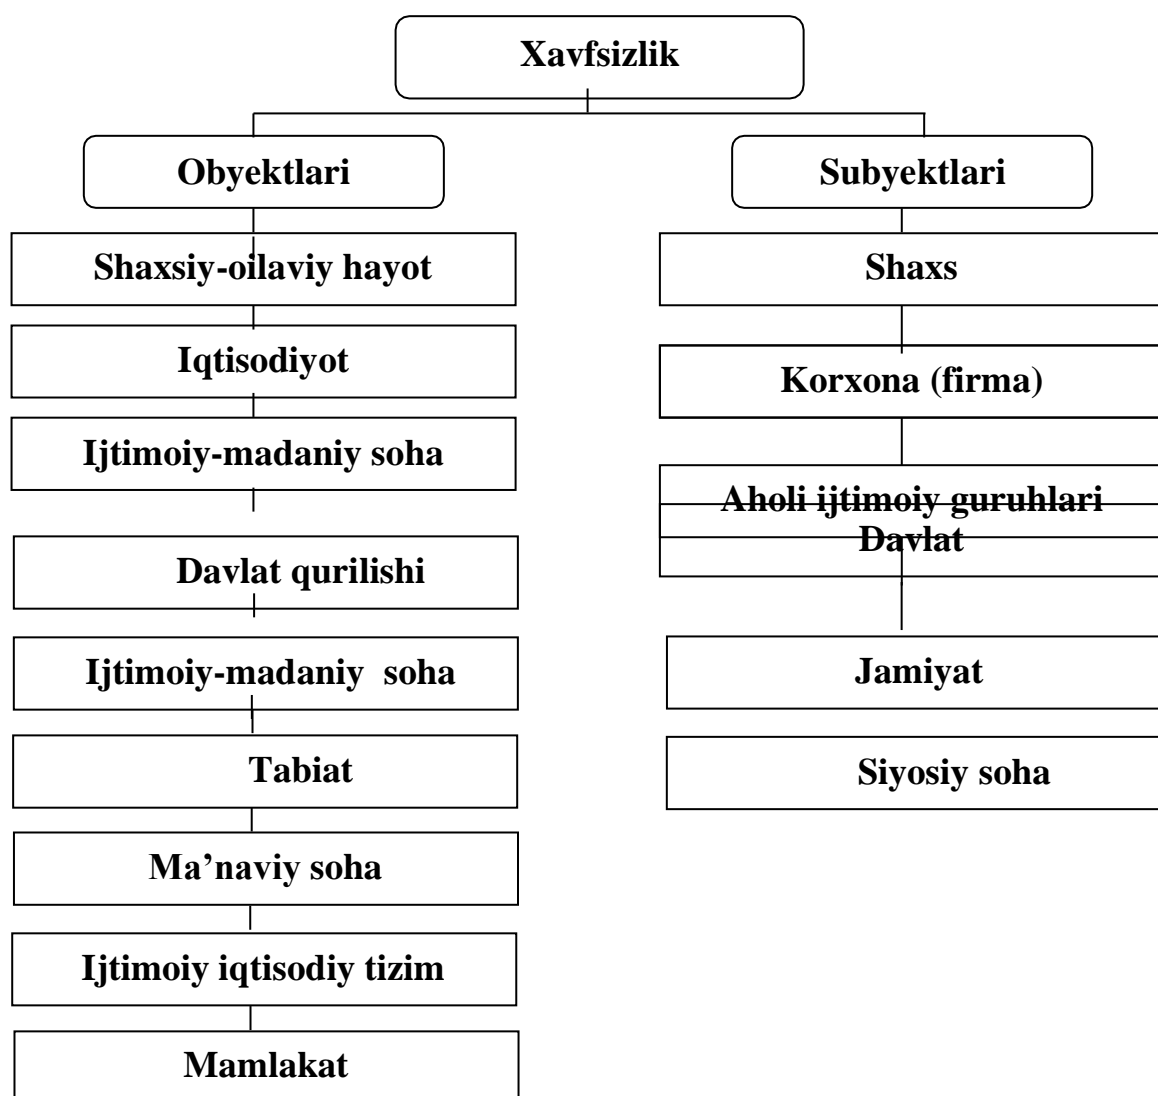 Xavfsizlik
Obyektlari
Subyektlari
Shaxsiy-oilaviy hayot
Shaxs
Iqtisodiyot
Korxona (firma)
Ijtimoiy-madaniy soha
Aholi ijtimoiy guruhlari
Davlat
Davlat qurilishi
Ijtimoiy-madaniy soha
Jamiyat
Tabiat
Siyosiy soha
Ma’naviy soha
Ijtimoiy iqtisodiy tizim
Mamlakat